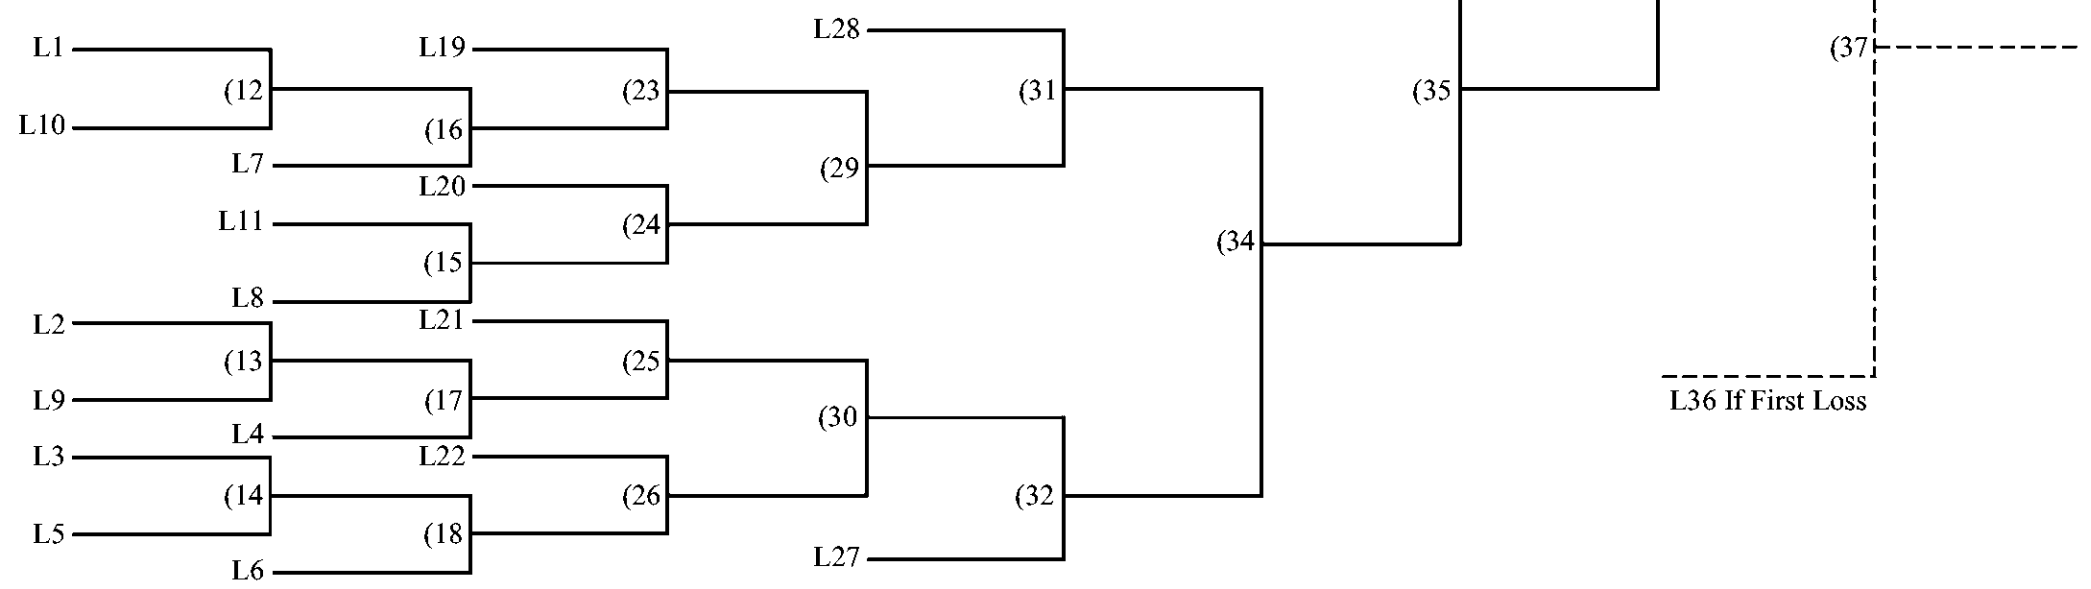 L28
L1
L19
(37
(12
(23
(31
(35
L10
(16
L7
(29
L20
L11
(24
(34
(15
L8
L21
L2
(13
(25
L9
(17
(30
L36 If First Loss
L4
L3
L22
(14
(26
(32
L5
(18
L27
L6